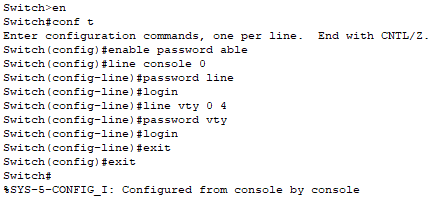 Switch>en
Switch#conf t
Enter configuration commands, one per line.  End with CNTL/Z.
Switch(config)#enable password able
Switch(config)#line console 0
Switch(config-line)#password line
Switch(config-line)#login
Switch(config-line)#line vty 0 4
Switch(config-line)#password vty
Switch(config-line)#login
Switch(config-line)#exit
Switch(config)#exit
Switch#
%SYS-5-CONFIG_I: Configured from console by console